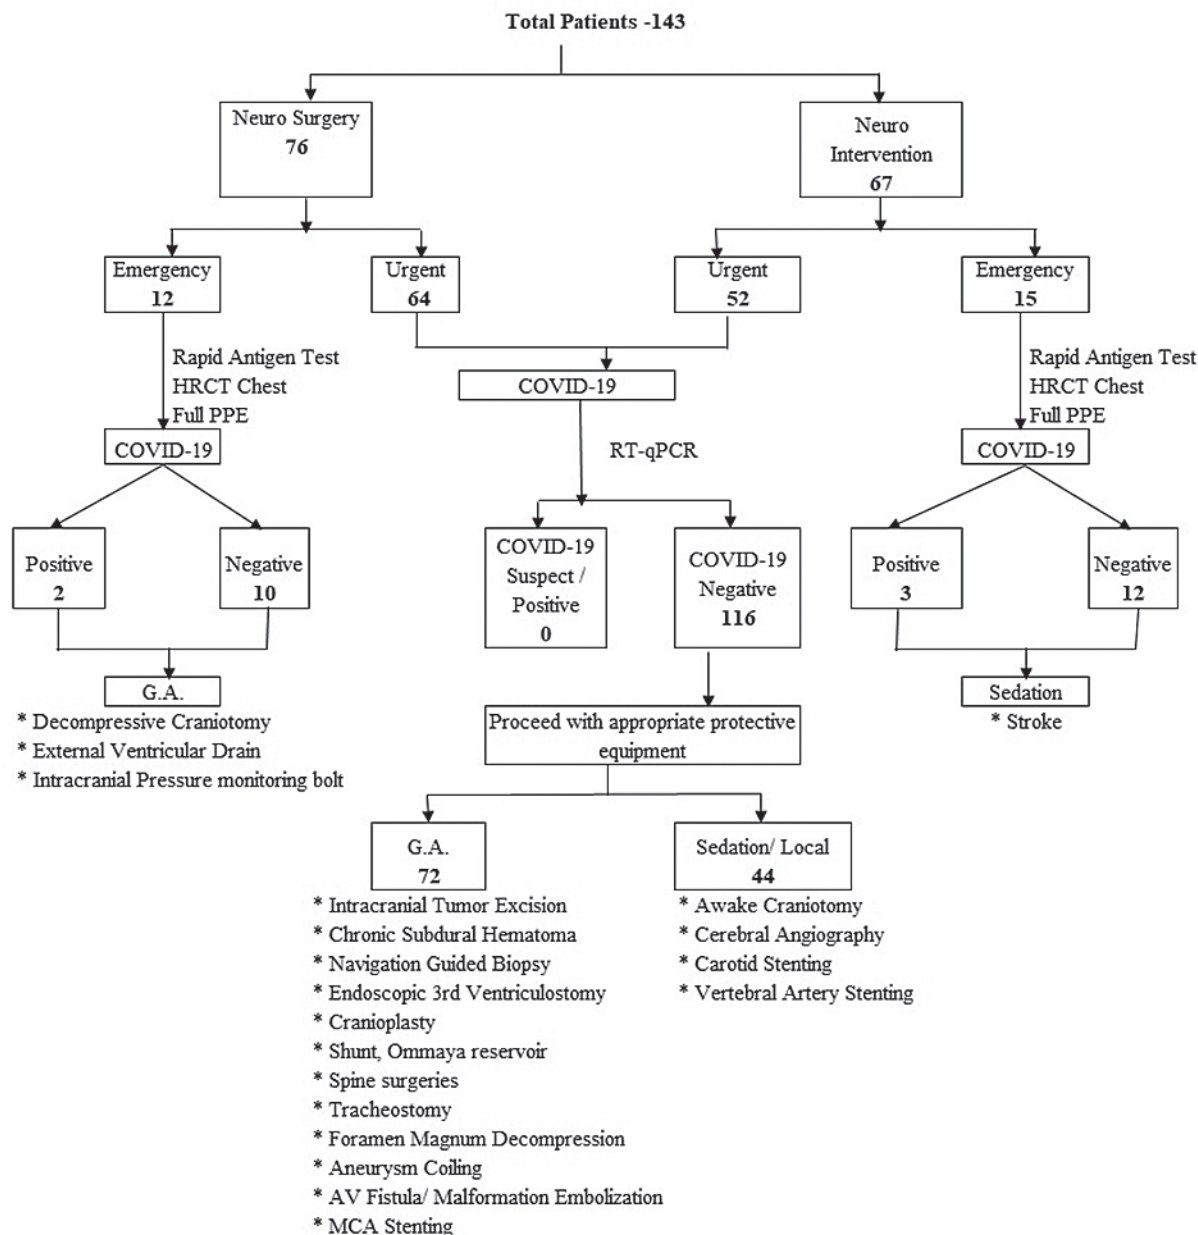 Total Patients -143
Neuro Surgery
76
Neuro
Intervention
67
Emergency
12
Urgent
64
Urgent
52
Emergency
15
Rapid Antigen Test
HRCT Chest
Full PPE
COVID-19
COVID-19
RT-qPCR
Rapid Antigen Test
HRCT Chest
Full PPE
COVID-19
Positive
2
Negative
10
COVID-19
Suspect /
Positive
0
COVID-19
Negative
116
Positive
3
Negative
12
G.A.
* Decompressive Craniotomy
* External Ventricular Drain
* Intracranial Pressure monitoring bolt
Proceed with appropriate protective
equipment
Sedation
* Stroke
G.A.
72
* Intracranial Tumor Excision
* Chronic Subdural Hematoma
* Navigation Guided Biopsy
* Endoscopic 3rd Ventriculostomy
* Cranioplasty
* Shunt, Ommaya reservoir
* Spine surgeries
* Tracheostomy
* Foramen Magnum Decompression
* Aneurysm Coiling
* AV Fistula/ Malformation Embolization
* MCA Stenting
Sedation/ Local
44
* Awake Craniotomy
* Cerebral Angiography
* Carotid Stenting
* Vertebral Artery Stenting